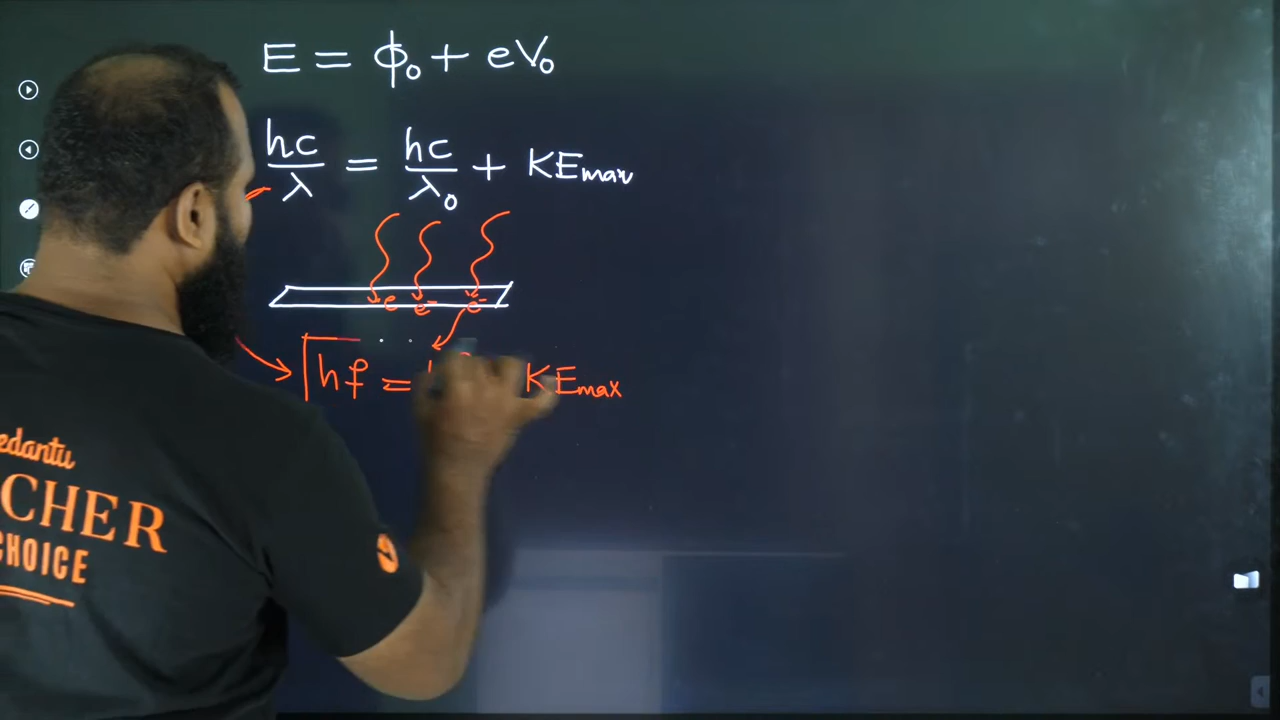 E = ϕ₀ + eV₀
hc/λ = hc/λ₀ + KEmax
e e⁻ e⁻
hf = KEmax
edantu
CHER
CHOICE